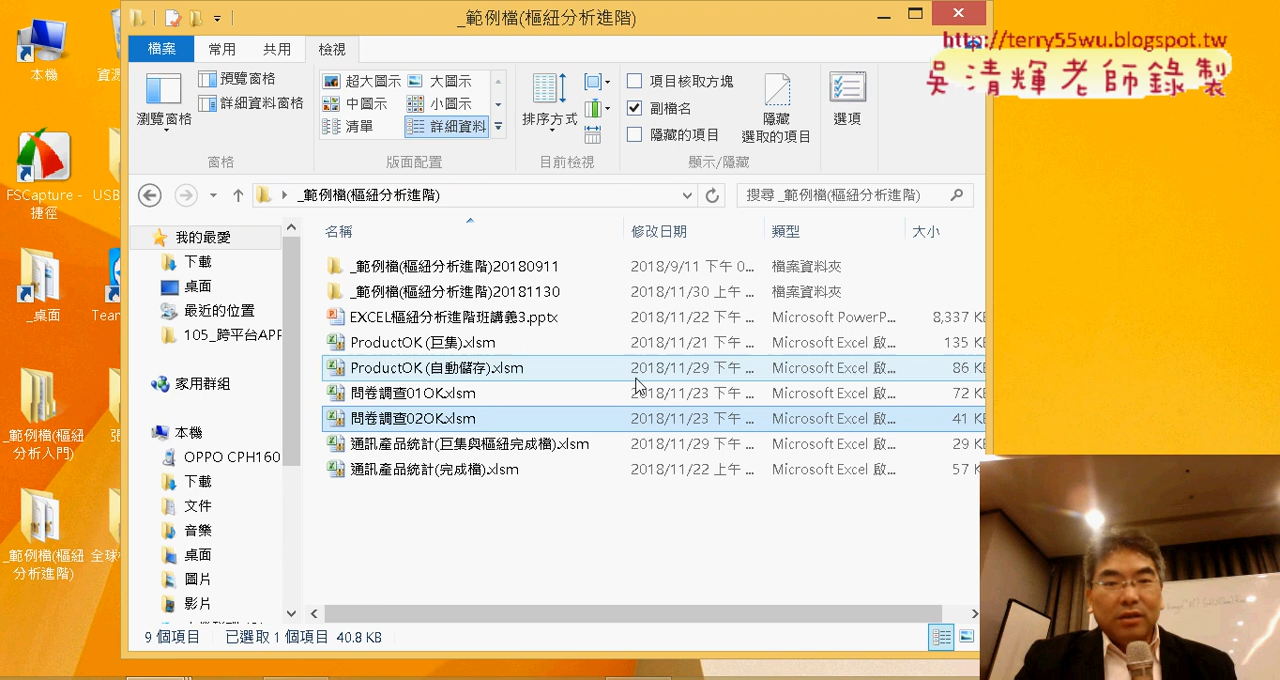 _範例檔(樞紐分析進階)
檔案 常用 共用 檢視
瀏覽窗格
預覽窗格
詳細資料窗格
窗格
超大圖示 大圖示
中圖示 小圖示
清單 詳細資料
版面配置
排序方式
目前檢視
項目核取方塊
副檔名
隱藏的項目
隱藏
選取的項目
顯示/隱藏
選項
http://terry55wu.blogspot.tw
吳清輝老師錄製
_範例檔(樞紐分析進階)
搜尋 _範例檔(樞紐分析進階)
本機
FSCapture -
捷徑
USB
_桌面
Team
_範例檔(樞紐
分析入門)
_範例檔(樞紐
分析進階)
我的最愛
下載
桌面
最近的位置
105_跨平台APP
家用群組
本機
OPPO CPH160
下載
文件
音樂
桌面
圖片
影片
名稱 修改日期 類型 大小
_範例檔(樞紐分析進階)20180911 2018/9/11 下午 0... 檔案資料夾
_範例檔(樞紐分析進階)20181130 2018/11/30 上午 ... 檔案資料夾
EXCEL樞紐分析進階班講義3.pptx 2018/11/22 下午 ... Microsoft PowerP... 8,337 KB
ProductOK (巨集).xlsm 2018/11/21 下午 ... Microsoft Excel 啟... 135 KB
ProductOK (自動儲存).xlsm 2018/11/29 下午 ... Microsoft Excel 啟... 86 KB
問卷調查01OK.xlsm 2018/11/23 下午 ... Microsoft Excel 啟... 72 KB
問卷調查02OK.xlsm 2018/11/23 下午 ... Microsoft Excel 啟... 41 KB
通訊產品統計(巨集與樞紐完成檔).xlsm 2018/11/29 下午 ... Microsoft Excel 啟... 29 KB
通訊產品統計(完成檔).xlsm 2018/11/22 上午 ... Microsoft Excel 啟... 57 KB
9 個項目 已選取 1 個項目 40.8 KB